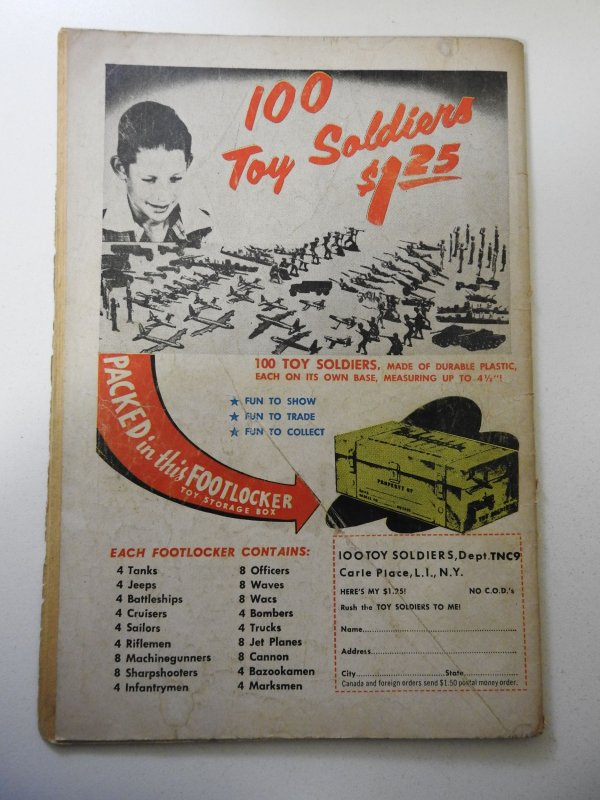 100
Toy Soldiers
$1.25
100 TOY SOLDIERS, MADE OF DURABLE PLASTIC,
EACH ON ITS OWN BASE, MEASURING UP TO 4½"!
★ FUN TO SHOW
★ FUN TO TRADE
★ FUN TO COLLECT
PACKED in this FOOTLOCKER
TOY STORAGE BOX
PROPERTY OF
EACH FOOTLOCKER CONTAINS:
4 Tanks
4 Jeeps
4 Battleships
4 Cruisers
4 Sailors
4 Riflemen
8 Machinegunners
8 Sharpshooters
4 Infantrymen
8 Officers
8 Waves
8 Wacs
4 Bombers
4 Trucks
8 Jet Planes
8 Cannon
4 Bazookamen
4 Marksmen
100 TOY SOLDIERS, Dept. TNC9
Carle Place, L.I., N.Y.
HERE'S MY $1.25! NO C.O.D.'s
Rush the TOY SOLDIERS TO ME!
Name
Address
City State
Canada and foreign orders send $1.50 postal money order.